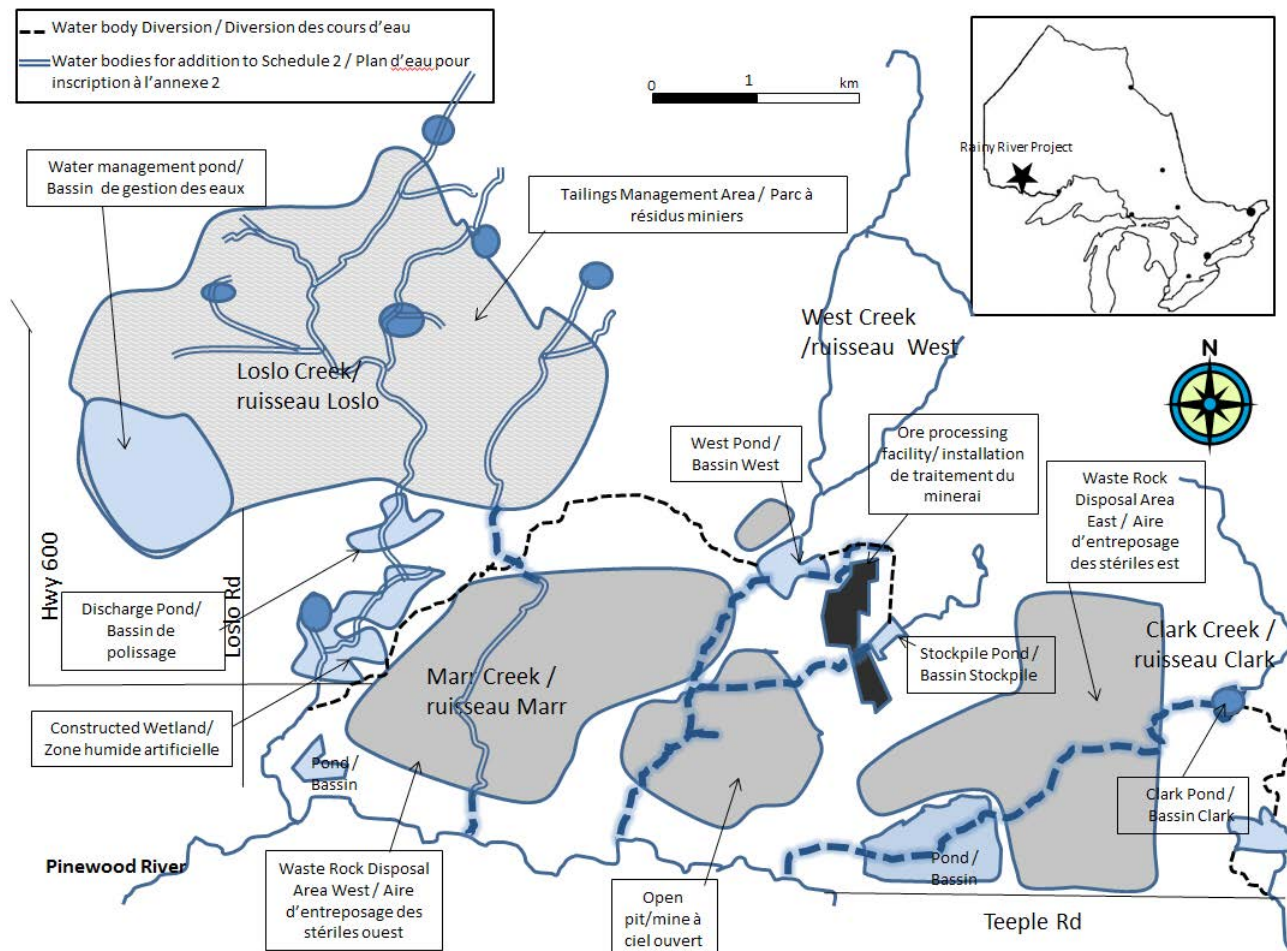 Water body Diversion / Diversion des cours d'eau
Water bodies for addition to Schedule 2 / Plan d'eau pour
inscription à l'annexe 2
0
1
km
Rainy River Project
Water management pond/
Bassin de gestion des eaux
Tailings Management Area / Parc à
résidus miniers
West Creek
/ruisseau West
N
Loslo Creek/
ruisseau Loslo
West Pond /
Bassin West
Ore processing
facility/ installation
de traitement du
minerai
Waste Rock
Disposal Area
East / Aire
d'entreposage
des stériles est
Hwy 600
Loslo Rd
Discharge Pond/
Bassin de
polissage
Marr Creek /
ruisseau Marr
Stockpile Pond /
Bassin Stockpile
Clark Creek /
ruisseau Clark
Constructed Wetland/
Zone humide artificielle
Pond /
Bassin
Clark Pond /
Bassin Clark
Pinewood River
Waste Rock Disposal
Area West / Aire
d'entreposage des
stériles ouest
Open
pit/mine à
ciel ouvert
Pond /
Bassin
Teeple Rd